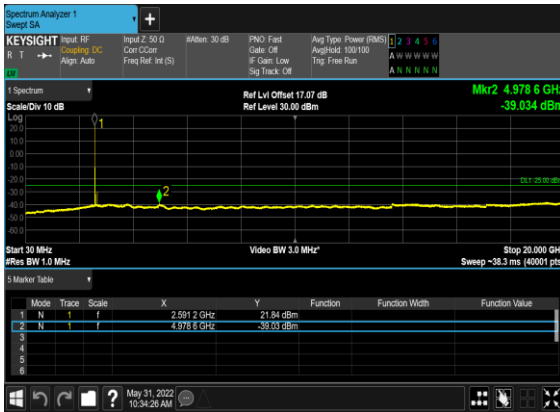 Spectrum Analyzer 1
Swept SA
+
KEYSIGHT
R T
Input: RF
Coupling: DC
Align: Auto
Input Z: 50 Ω
Corr CCorr
Freq Ref: Int (S)
#Atten: 30 dB
PNO: Fast
Gate: Off
IF Gain: Low
Sig Track: Off
Avg Type: Power (RMS)
Avg|Hold: 100/100
Trig: Free Run
1 2 3 4 5 6
A W W W W W
A N N N N N
1 Spectrum
Scale/Div 10 dB
Ref Lvl Offset 17.07 dB
Ref Level 30.00 dBm
Mkr2 4.978 6 GHz
-39.034 dBm
Log
20.0
10.0
0.00
-10.0
-20.0
-30.0
-40.0
-50.0
-60.0
1
2
DL1 -25.00 dBm
Start 30 MHz
#Res BW 1.0 MHz
Video BW 3.0 MHz*
Stop 20.000 GHz
Sweep ~38.3 ms (40001 pts)
5 Marker Table
Mode Trace Scale X Y Function Function Width Function Value
1 N 1 f 2.591 2 GHz 21.84 dBm
2 N 1 f 4.978 6 GHz -39.03 dBm
3
4
5
6
?
May 31, 2022
10:34:26 AM